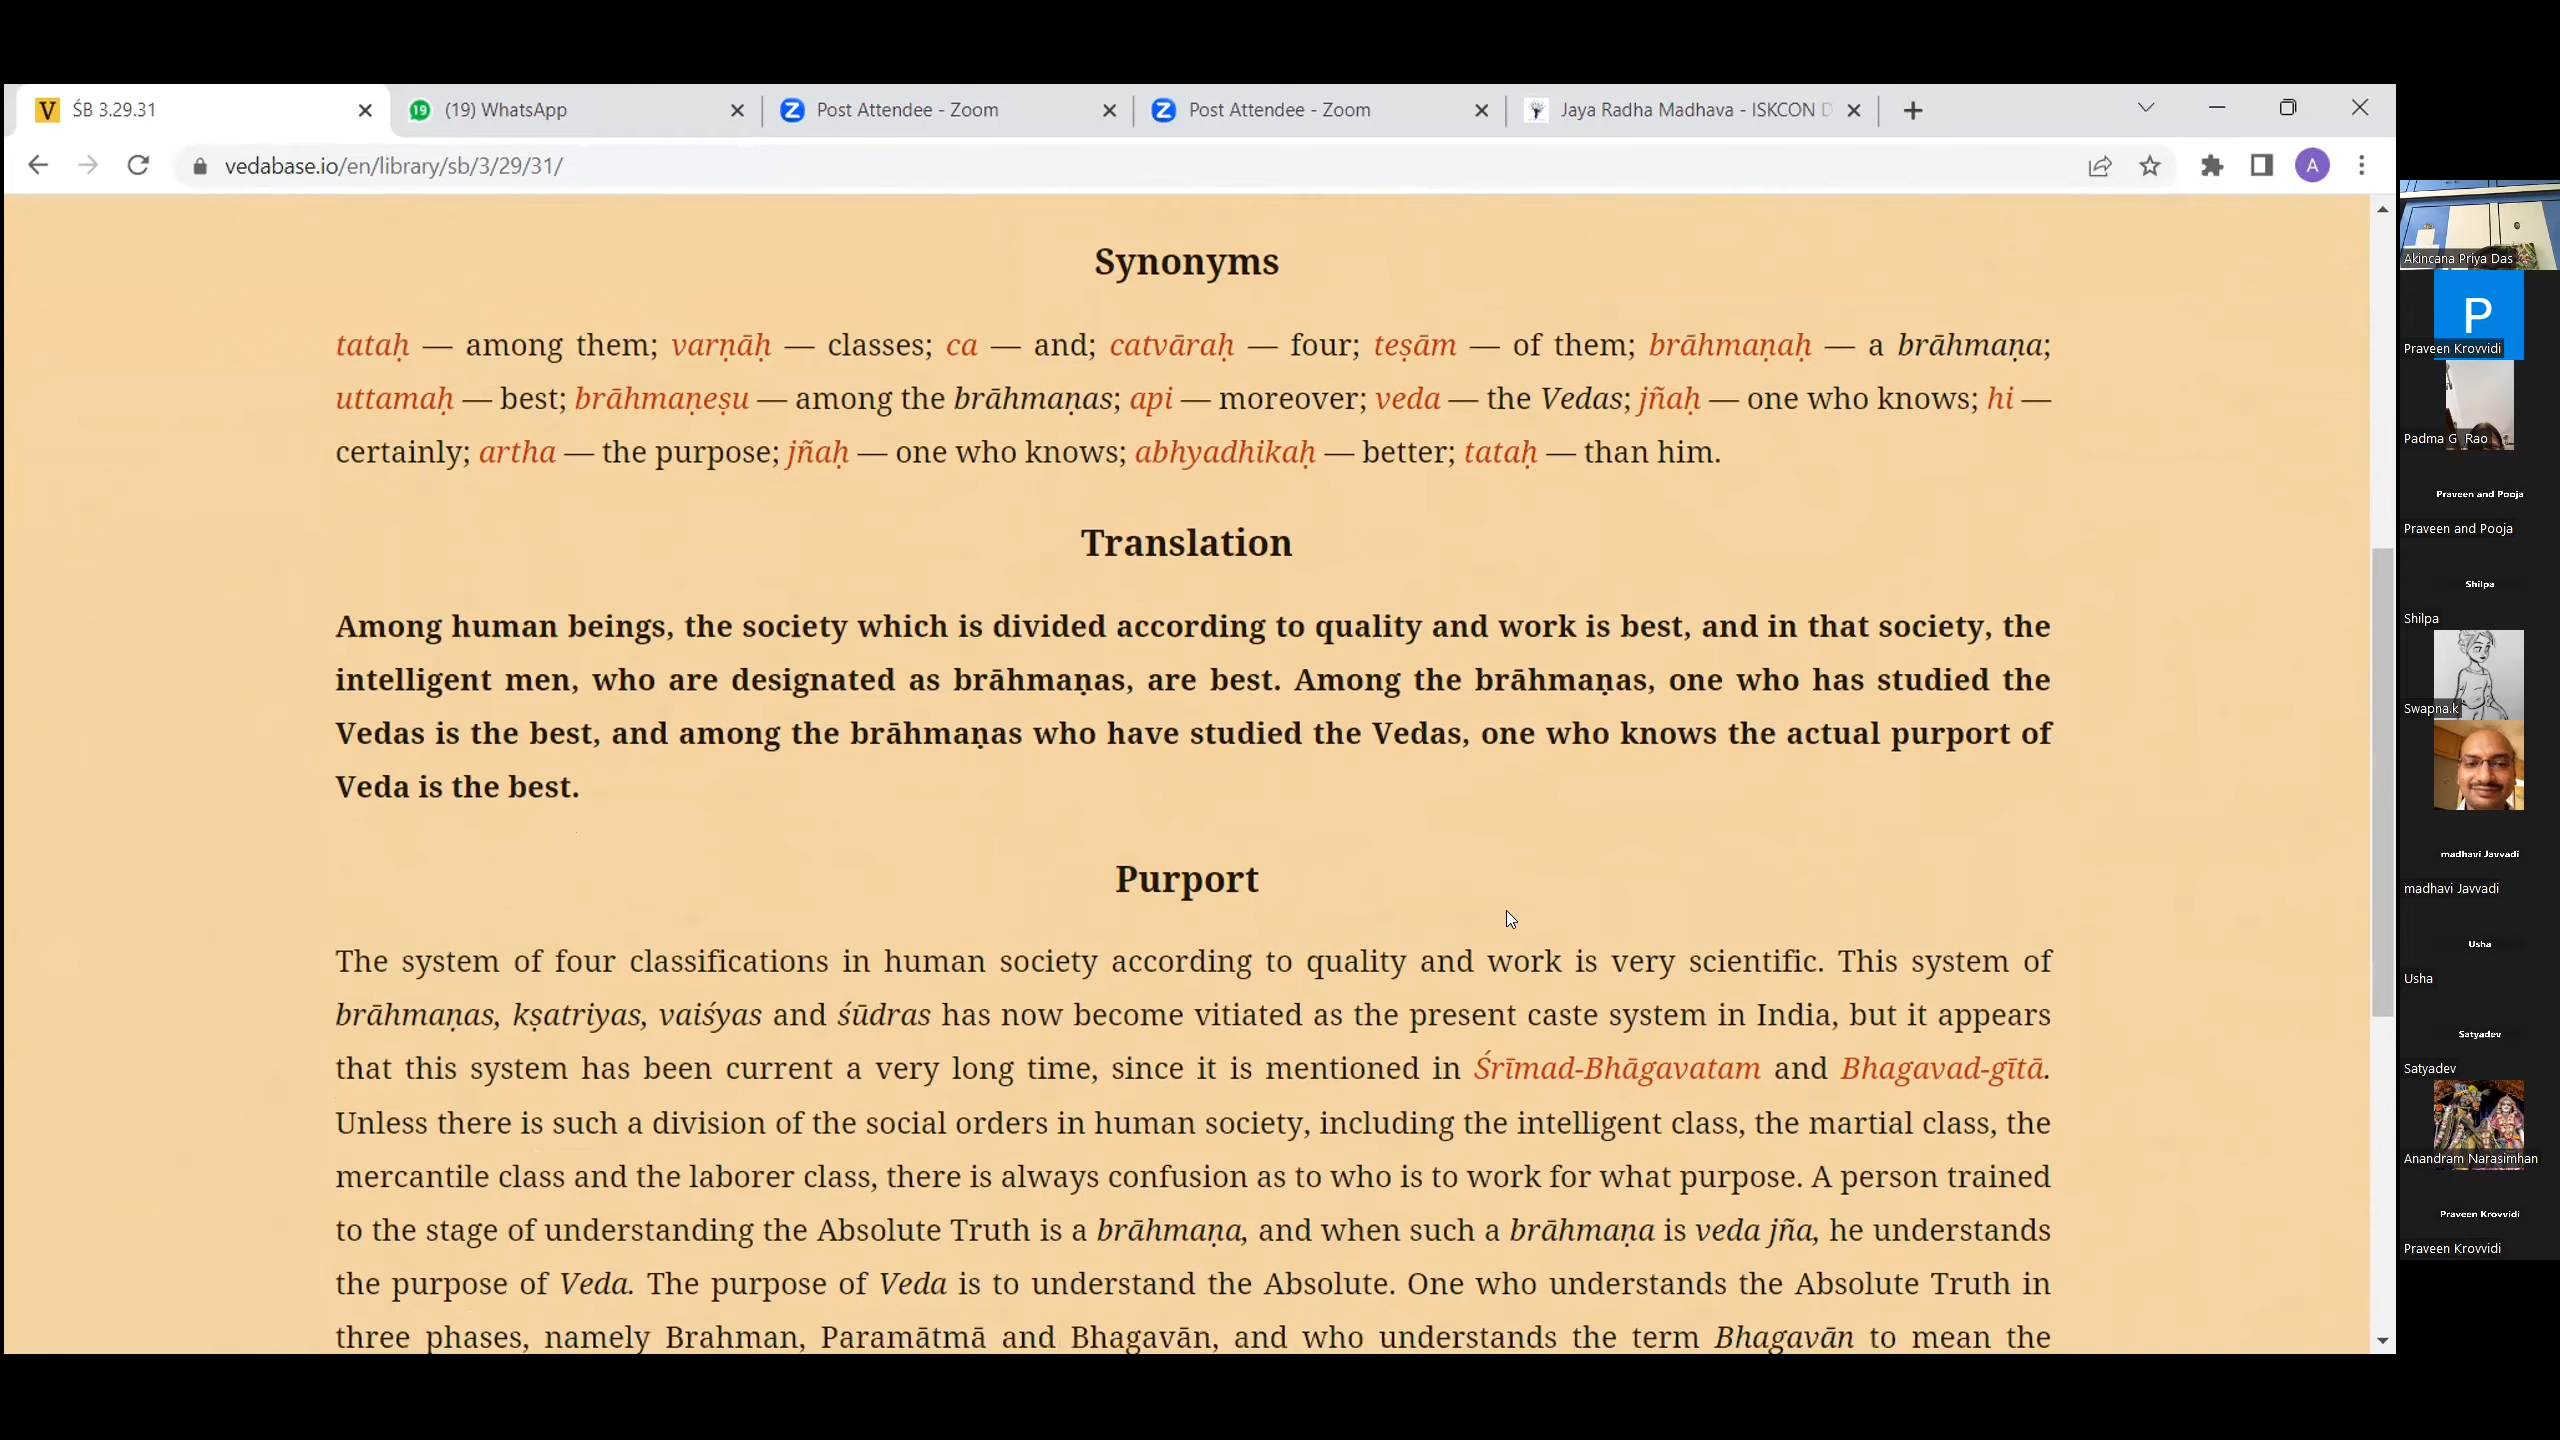 ŚB 3.29.31
(19) WhatsApp
Post Attendee - Zoom
Post Attendee - Zoom
Jaya Radha Madhava - ISKCON D
vedabase.io/en/library/sb/3/29/31/
A
Synonyms
tataḥ — among them; varṇāḥ — classes; ca — and; catvāraḥ — four; teṣām — of them; brāhmaṇaḥ — a brāhmaṇa;
uttamaḥ — best; brāhmaṇeṣu — among the brāhmaṇas; api — moreover; veda — the Vedas; jñaḥ — one who knows; hi —
certainly; artha — the purpose; jñaḥ — one who knows; abhyadhikaḥ — better; tataḥ — than him.
Translation
Among human beings, the society which is divided according to quality and work is best, and in that society, the
intelligent men, who are designated as brāhmaṇas, are best. Among the brāhmaṇas, one who has studied the
Vedas is the best, and among the brāhmaṇas who have studied the Vedas, one who knows the actual purport of
Veda is the best.
Purport
The system of four classifications in human society according to quality and work is very scientific. This system of
brāhmaṇas, kṣatriyas, vaiśyas and śūdras has now become vitiated as the present caste system in India, but it appears
that this system has been current a very long time, since it is mentioned in Śrīmad-Bhāgavatam and Bhagavad-gītā.
Unless there is such a division of the social orders in human society, including the intelligent class, the martial class, the
mercantile class and the laborer class, there is always confusion as to who is to work for what purpose. A person trained
to the stage of understanding the Absolute Truth is a brāhmaṇa, and when such a brāhmaṇa is veda jña, he understands
the purpose of Veda. The purpose of Veda is to understand the Absolute. One who understands the Absolute Truth in
three phases, namely Brahman, Paramātmā and Bhagavān, and who understands the term Bhagavān to mean the
Akincana Priya Das
P
Praveen Krovvidi
Padma G Rao
Praveen and Pooja
Praveen and Pooja
Shilpa
Shilpa
Swapna.k
madhavi Javvadi
madhavi Javvadi
Usha
Usha
Satyadev
Satyadev
Anandram Narasimhan
Praveen Krovvidi
Praveen Krovvidi